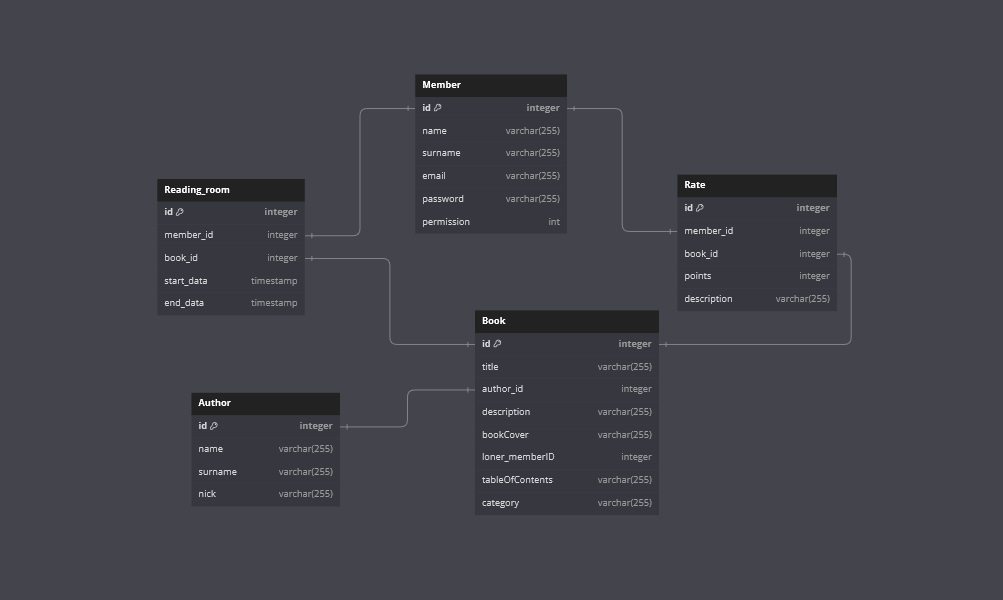 Member
id integer
name varchar(255)
surname varchar(255)
email varchar(255)
password varchar(255)
permission int
Reading_room
id integer
member_id integer
book_id integer
start_data timestamp
end_data timestamp
Rate
id integer
member_id integer
book_id integer
points integer
description varchar(255)
Book
id integer
title varchar(255)
author_id integer
description varchar(255)
bookCover varchar(255)
loner_memberID integer
tableOfContents varchar(255)
category varchar(255)
Author
id integer
name varchar(255)
surname varchar(255)
nick varchar(255)